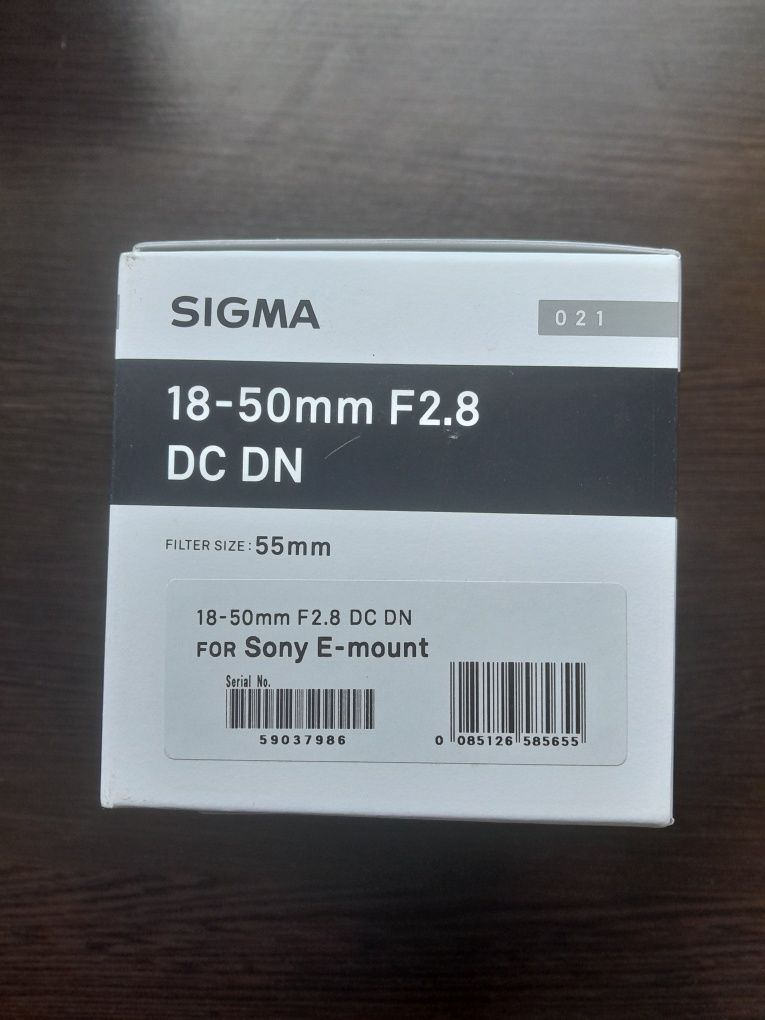 SIGMA
021
18-50mm F2.8
DC DN
FILTER SIZE: 55mm
18-50mm F2.8 DC DN
FOR Sony E-mount
Serial No.
59037986
0 085126 585655